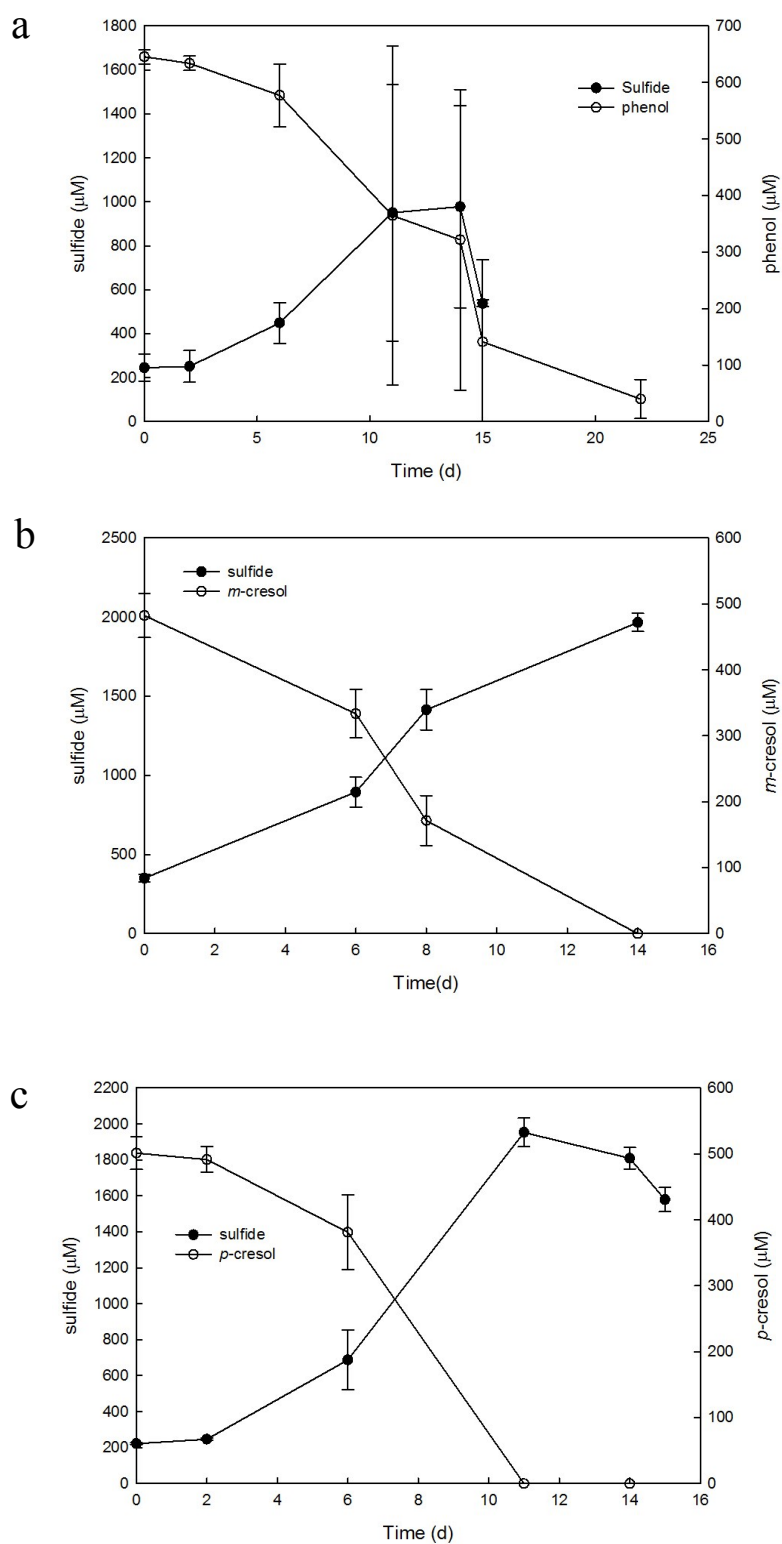 a
1800
1600
1400
1200
1000
800
600
400
200
0
sulfide (μM)
700
600
500
400
300
200
100
0
phenol (μM)
Sulfide
phenol
0 5 10 15 20 25
Time (d)
b
2500
2000
1500
1000
500
0
sulfide (μM)
600
500
400
300
200
100
0
m-cresol (μM)
sulfide
m-cresol
0 2 4 6 8 10 12 14 16
Time(d)
c
2200
2000
1800
1600
1400
1200
1000
800
600
400
200
0
sulfide (μM)
600
500
400
300
200
100
0
p-cresol (μM)
sulfide
p-cresol
0 2 4 6 8 10 12 14 16
Time (d)